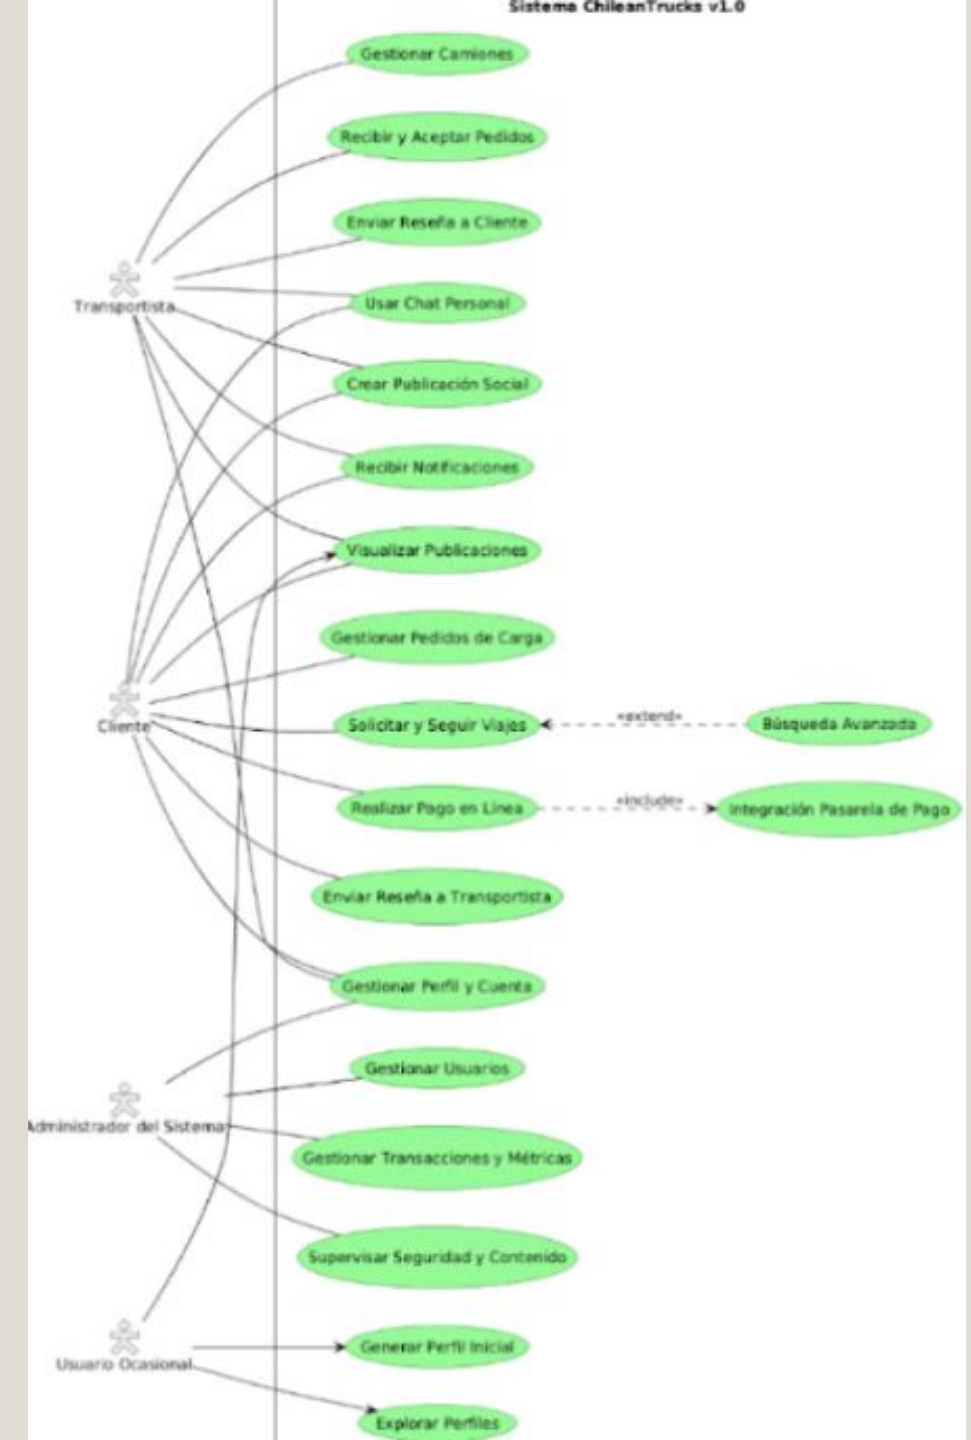 Sistema ChileanTrucks v1.0
Gestionar Camiones
Recibir y Aceptar Pedidos
Enviar Reseña a Cliente
Transportista
Usar Chat Personal
Crear Publicación Social
Recibir Notificaciones
Visualizar Publicaciones
Gestionar Pedidos de Carga
Cliente
Solicitar y Seguir Viajes
«extend»
Búsqueda Avanzada
Realizar Pago en Línea
«include»
Integración Pasarela de Pago
Enviar Reseña a Transportista
Gestionar Perfil y Cuenta
Gestionar Usuarios
Administrador del Sistema
Gestionar Transacciones y Métricas
Supervisar Seguridad y Contenido
Generar Perfil Inicial
Usuario Ocasional
Explorar Perfiles